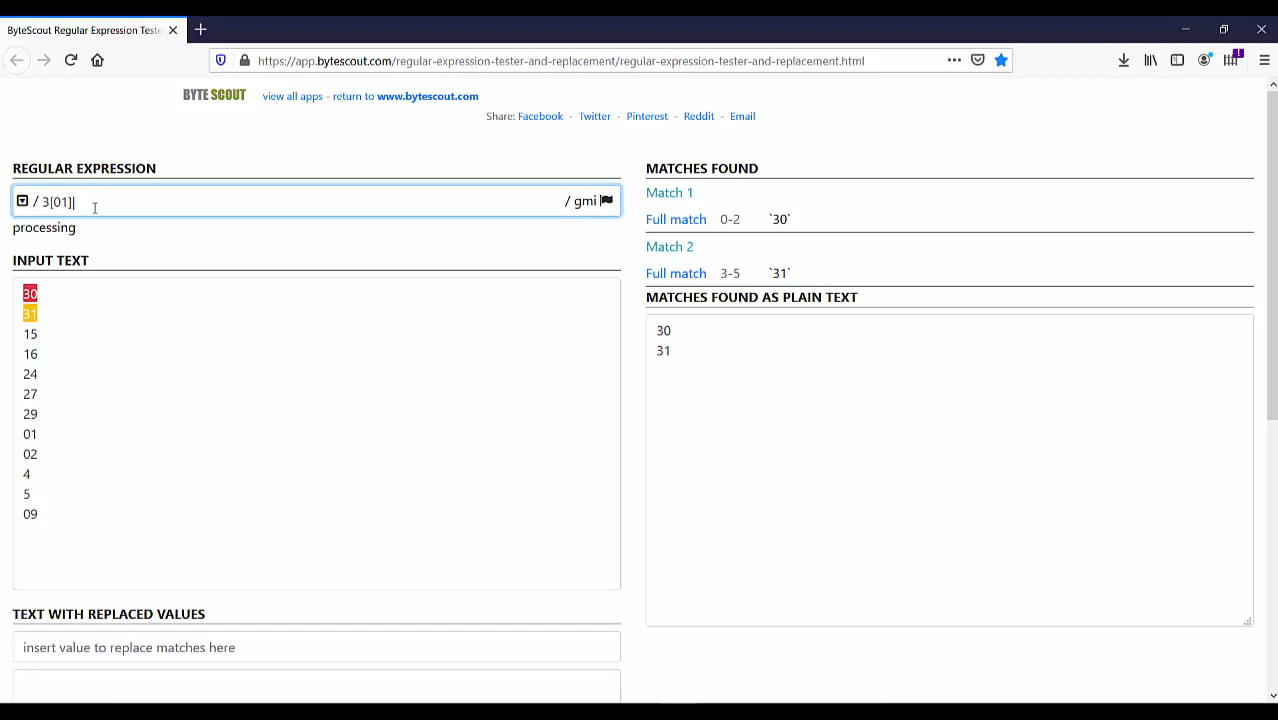 ByteScout Regular Expression Teste
https://app.bytescout.com/regular-expression-tester-and-replacement/regular-expression-tester-and-replacement.html
BYTE SCOUT view all apps - return to www.bytescout.com
Share: Facebook - Twitter - Pinterest - Reddit - Email
REGULAR EXPRESSION
/ 3[01]| / gmi
processing
INPUT TEXT
30
31
15
16
24
27
29
01
02
4
5
09
TEXT WITH REPLACED VALUES
insert value to replace matches here
MATCHES FOUND
Match 1
Full match 0-2 `30`
Match 2
Full match 3-5 `31`
MATCHES FOUND AS PLAIN TEXT
30
31